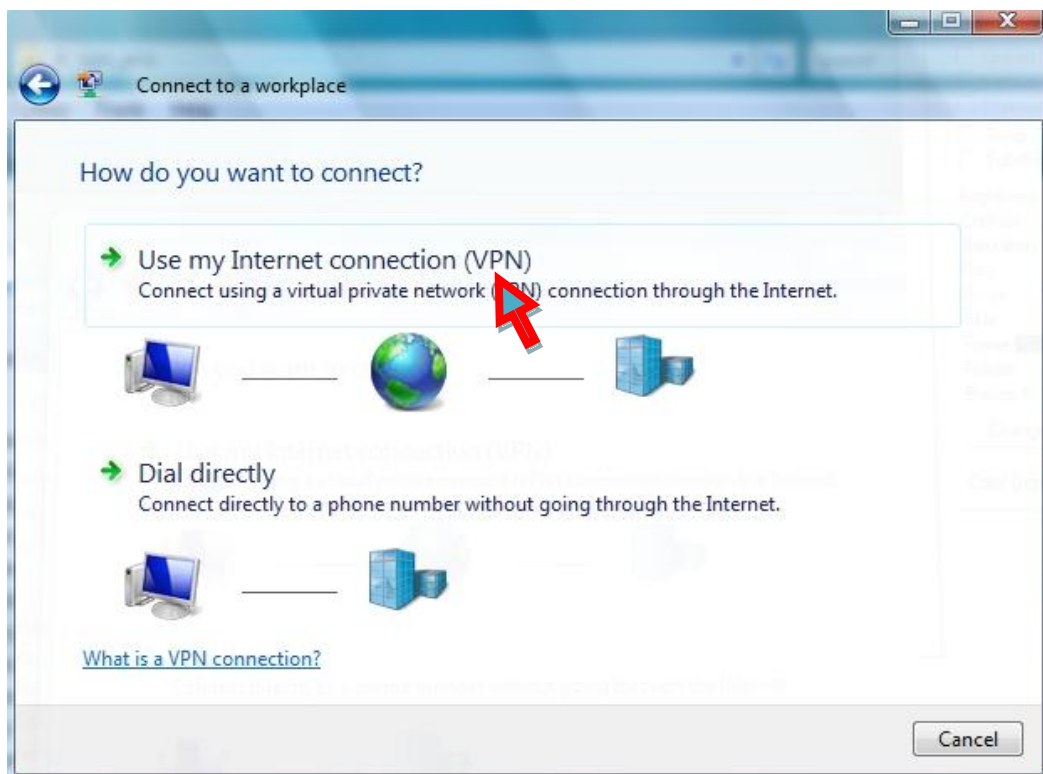 Connect to a workplace
How do you want to connect?
Use my Internet connection (VPN)
Connect using a virtual private network (VPN) connection through the Internet.
Dial directly
Connect directly to a phone number without going through the Internet.
What is a VPN connection?
Cancel